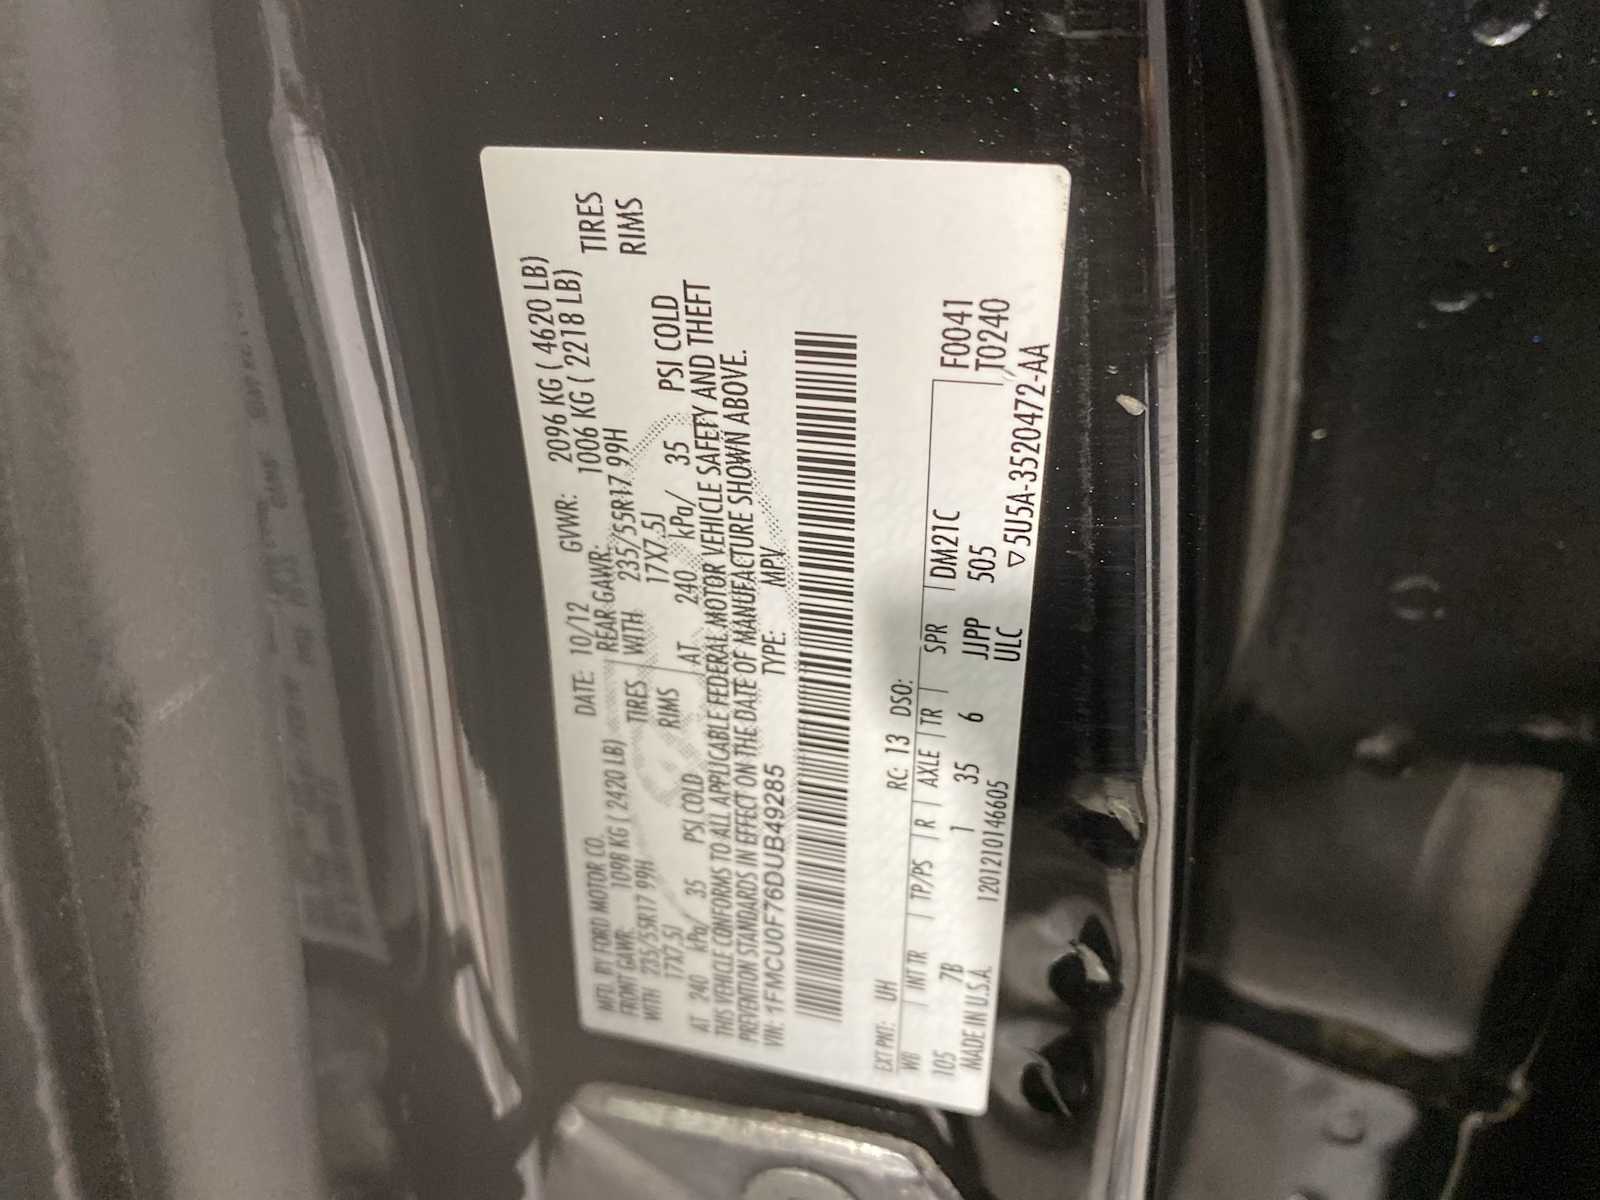 MFD. BY FORD MOTOR CO. DATE: 10/12 GVWR: 2096 KG ( 4620 LB)
FRONT GAWR: 1098 KG ( 2420 LB) REAR GAWR: 1006 KG ( 2218 LB)
WITH 235/55R17 99H TIRES WITH 235/55R17 99H TIRES
17X7.5J RIMS 17X7.5J RIMS
AT 240 kPa/ 35 PSI COLD AT 240 kPa/ 35 PSI COLD
THIS VEHICLE CONFORMS TO ALL APPLICABLE FEDERAL MOTOR VEHICLE SAFETY AND THEFT
PREVENTION STANDARDS IN EFFECT ON THE DATE OF MANUFACTURE SHOWN ABOVE.
VIN: 1FMCU0F76DUB49285 TYPE: MPV
EXT PNT: UH RC: 13 DSO:
WB INT TR TP/PS R AXLE TR SPR DM21C F0041
105 7B 1 35 6 JJPP 505 T0240
MADE IN U.S.A. 1201210146605 ULC ▽5U5A-3520472-AA